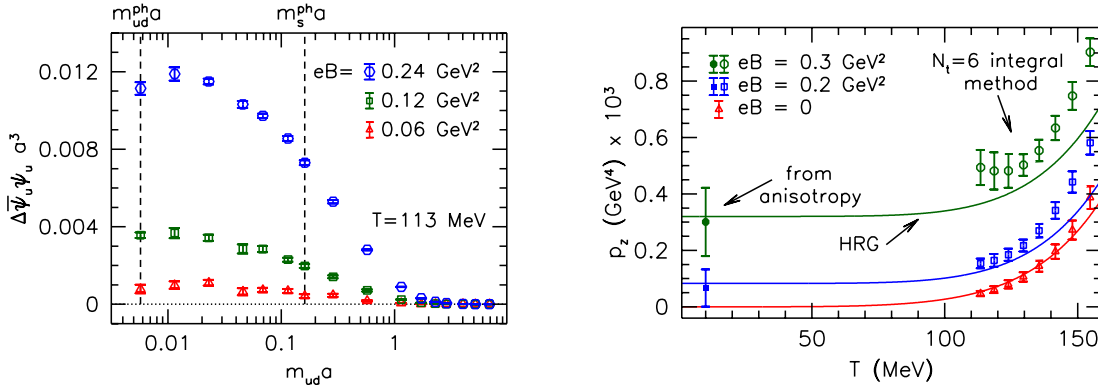 m_ud^ph a
m_s^ph a
0.012
0.008
0.004
0
Δψ̅_uψ_u a³
eB= 0.24 GeV²
0.12 GeV²
0.06 GeV²
T=113 MeV
0.01
0.1
1
m_ud a
0.8
0.6
0.4
0.2
0
p_z (GeV⁴) × 10³
eB = 0.3 GeV²
eB = 0.2 GeV²
eB = 0
N_t=6 integral
method
from
anisotropy
HRG
50
100
150
T (MeV)